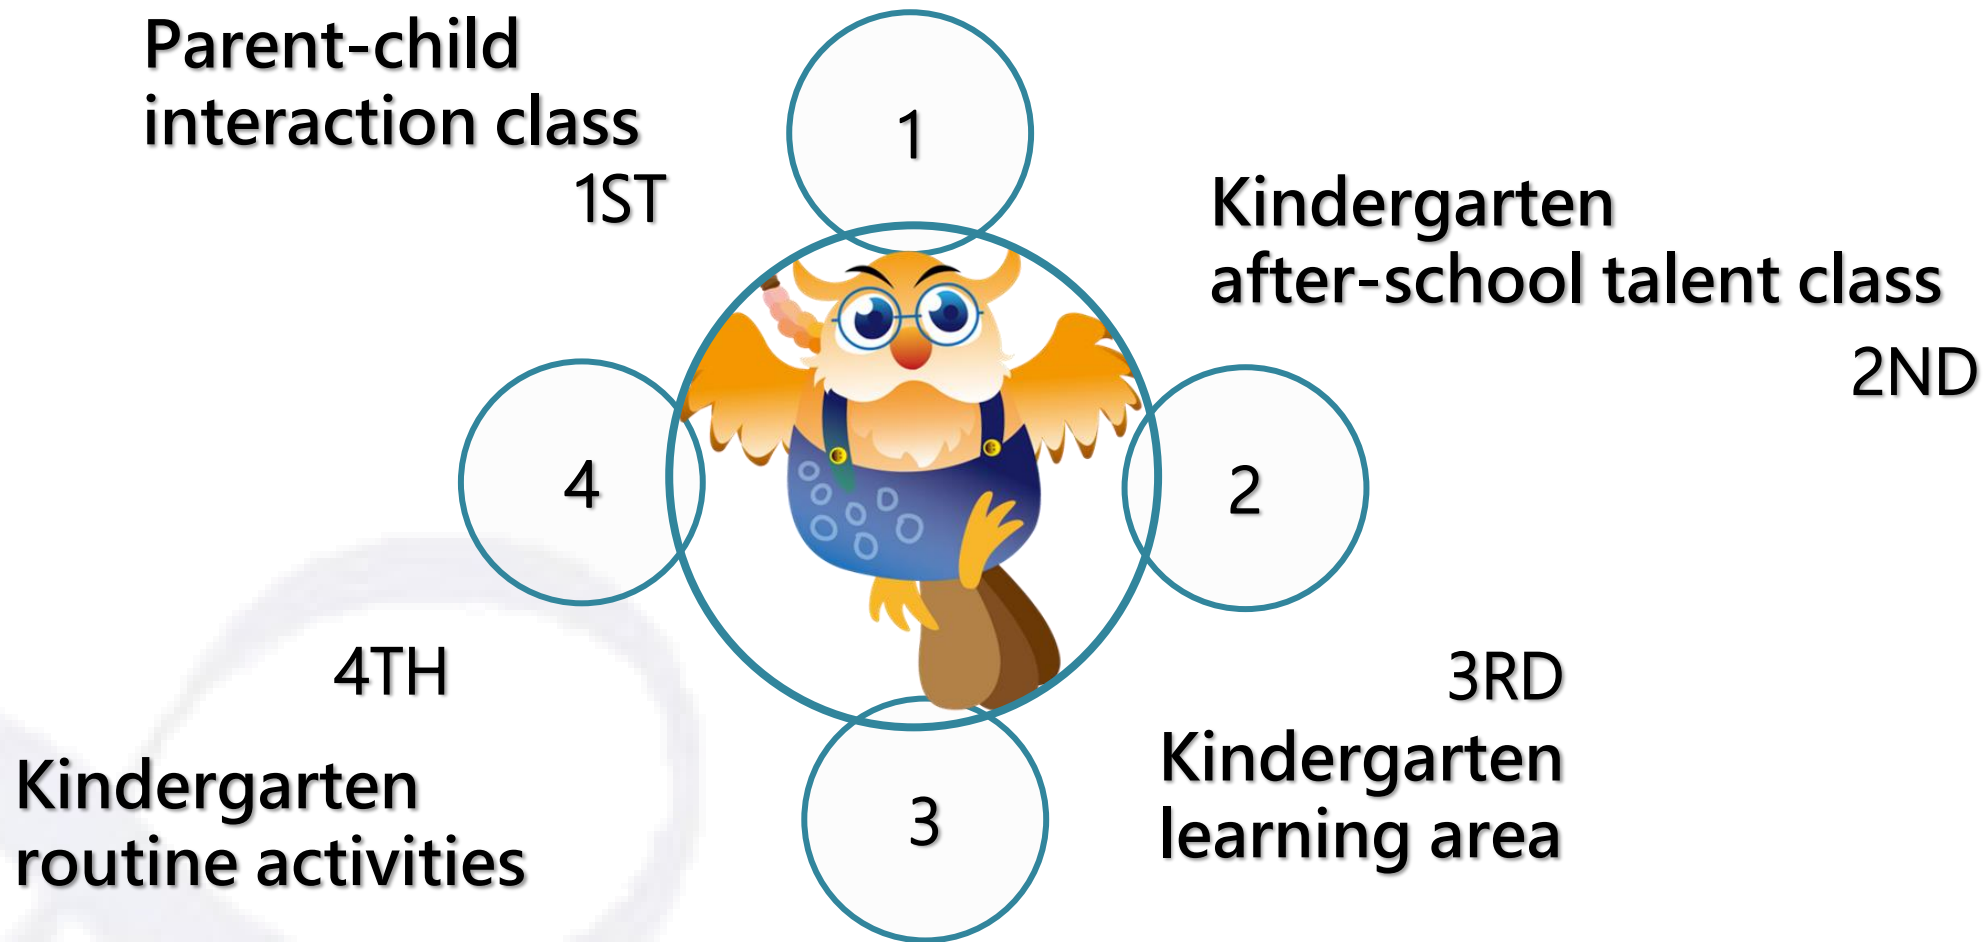 Parent-child
interaction class
1ST
1
Kindergarten
after-school talent class
2ND
2
3RD
Kindergarten
learning area
3
4TH
Kindergarten
routine activities
4